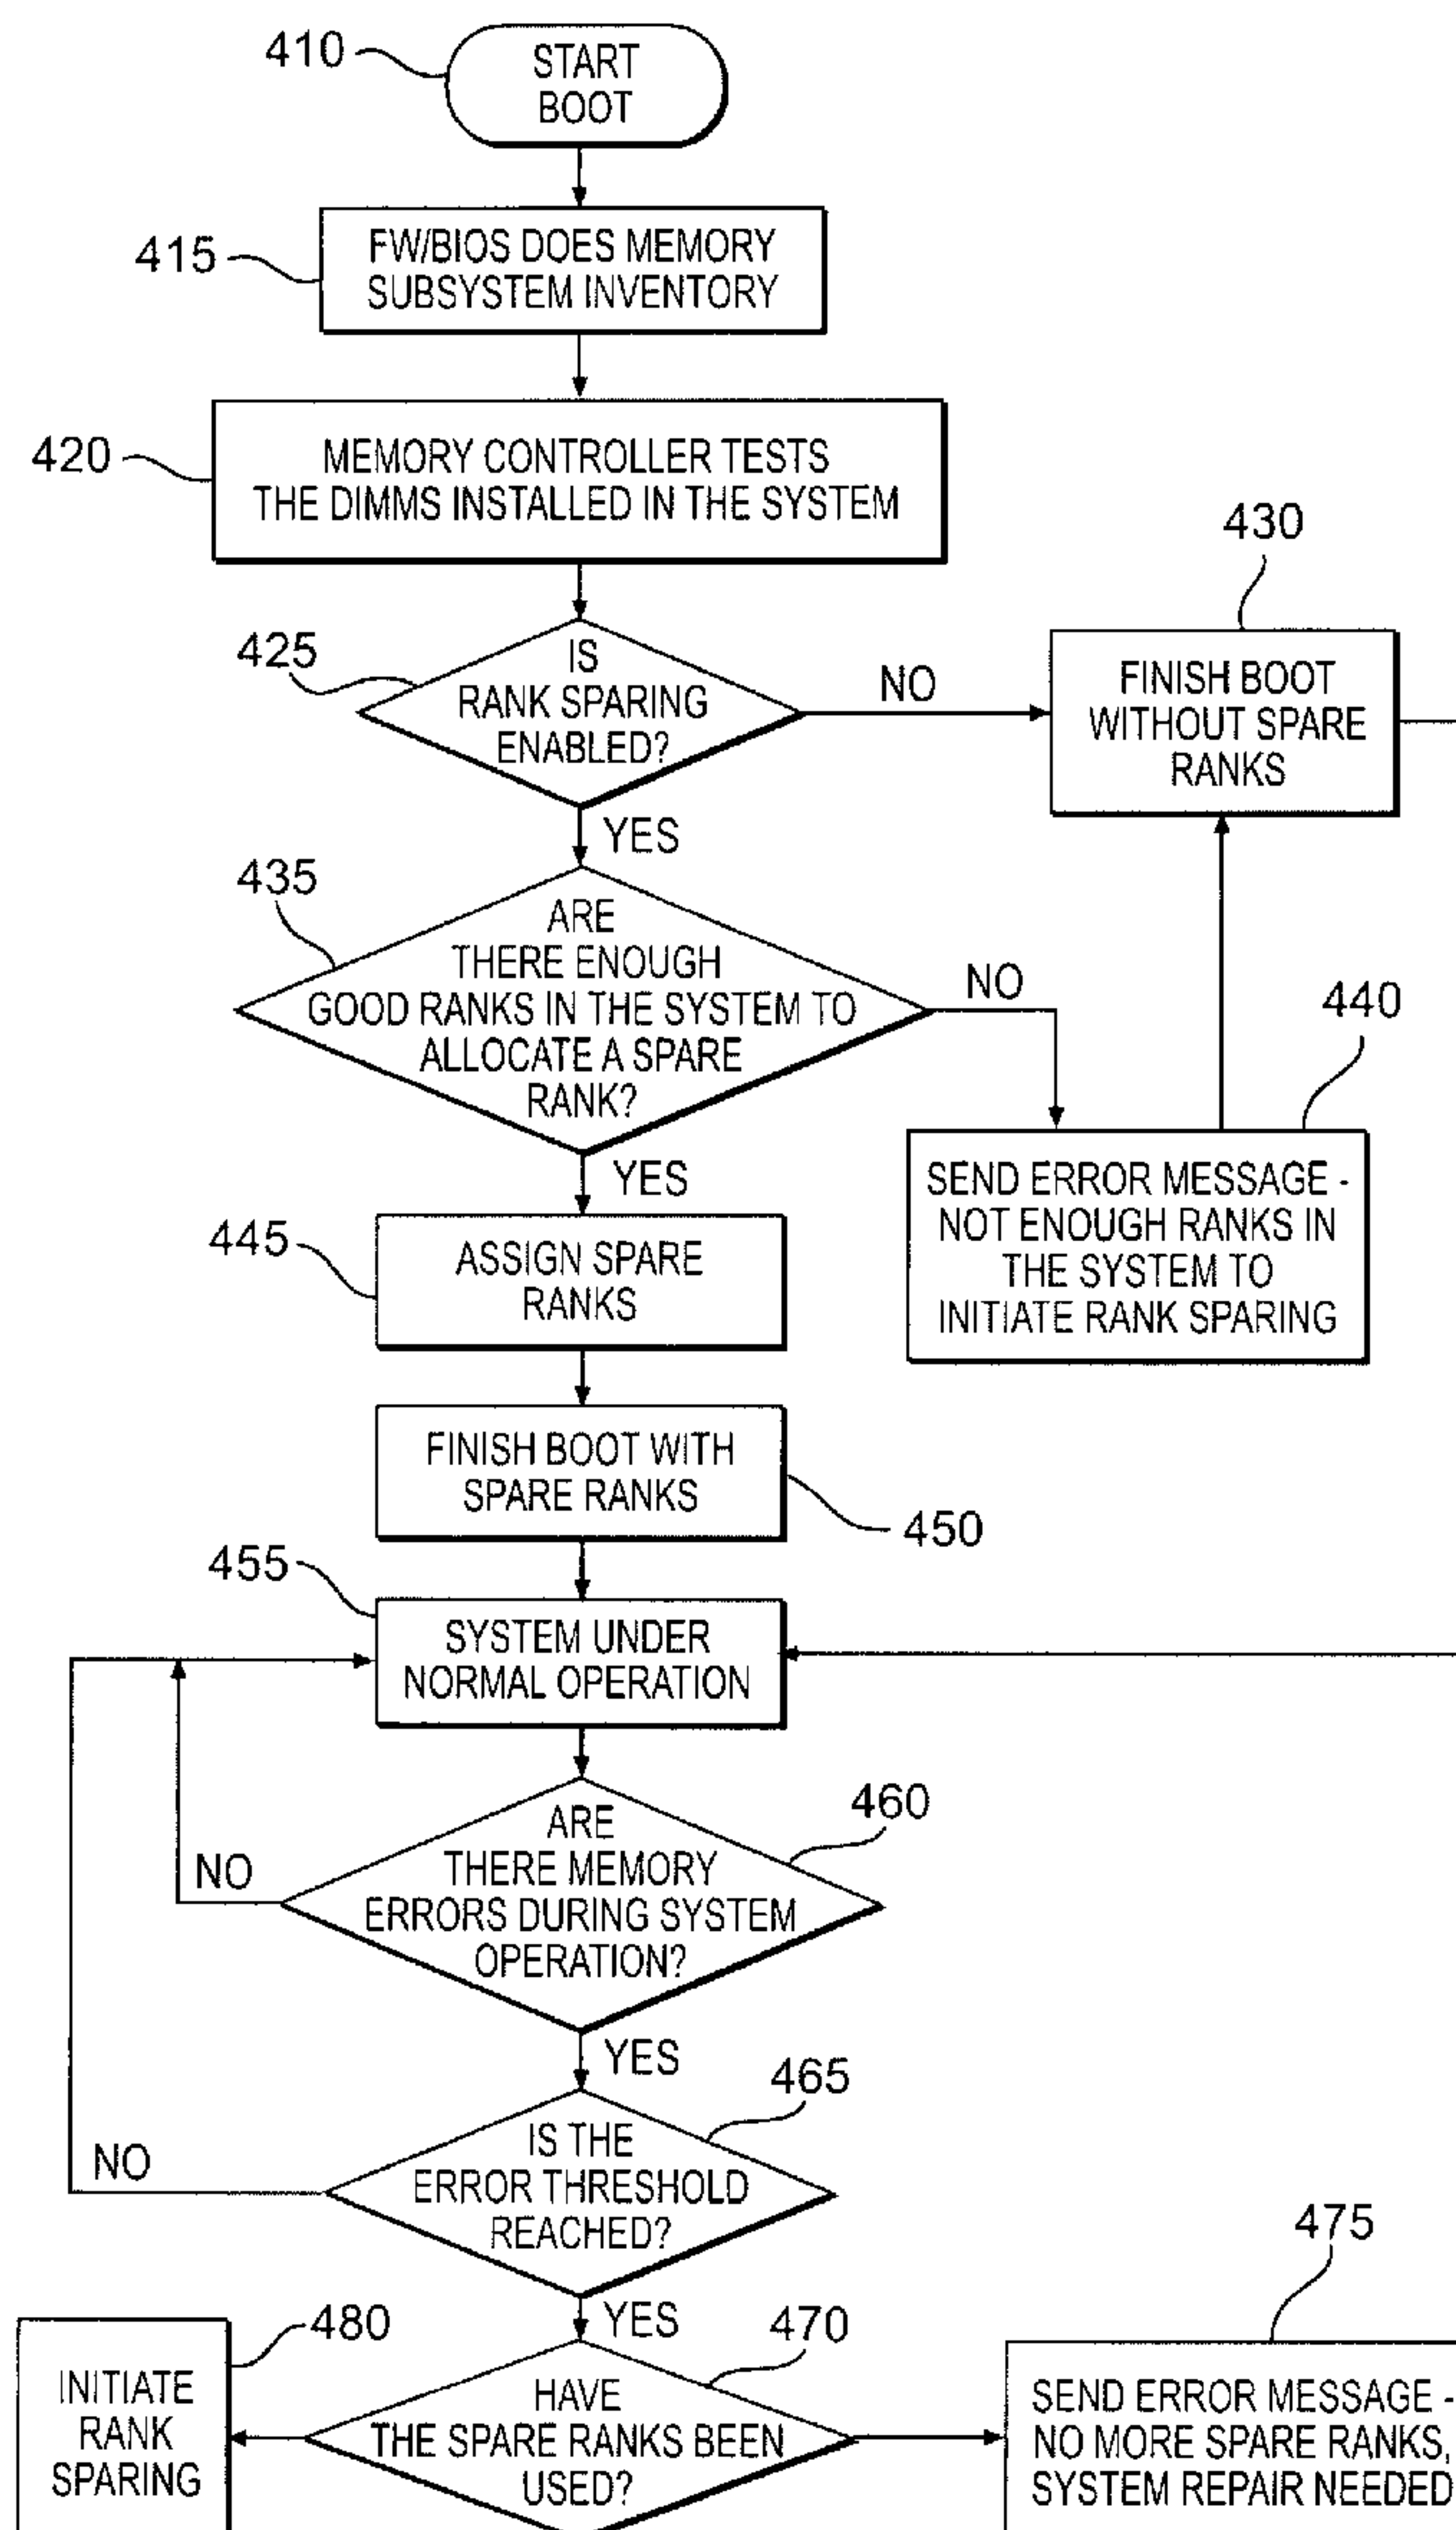 410
START
BOOT
415
FW/BIOS DOES MEMORY
SUBSYSTEM INVENTORY
420
MEMORY CONTROLLER TESTS
THE DIMMS INSTALLED IN THE SYSTEM
430
425
IS
RANK SPARING
ENABLED?
NO
FINISH BOOT
WITHOUT SPARE
RANKS
YES
435
ARE
THERE ENOUGH
GOOD RANKS IN THE SYSTEM TO
ALLOCATE A SPARE
RANK?
NO
440
YES
SEND ERROR MESSAGE -
NOT ENOUGH RANKS IN
THE SYSTEM TO
INITIATE RANK SPARING
445
ASSIGN SPARE
RANKS
FINISH BOOT WITH
SPARE RANKS
450
455
SYSTEM UNDER
NORMAL OPERATION
460
ARE
THERE MEMORY
ERRORS DURING SYSTEM
OPERATION?
NO
YES
465
IS THE
ERROR THRESHOLD
REACHED?
NO
475
YES
480
470
INITIATE
RANK
SPARING
HAVE
THE SPARE RANKS BEEN
USED?
SEND ERROR MESSAGE -
NO MORE SPARE RANKS,
SYSTEM REPAIR NEEDED